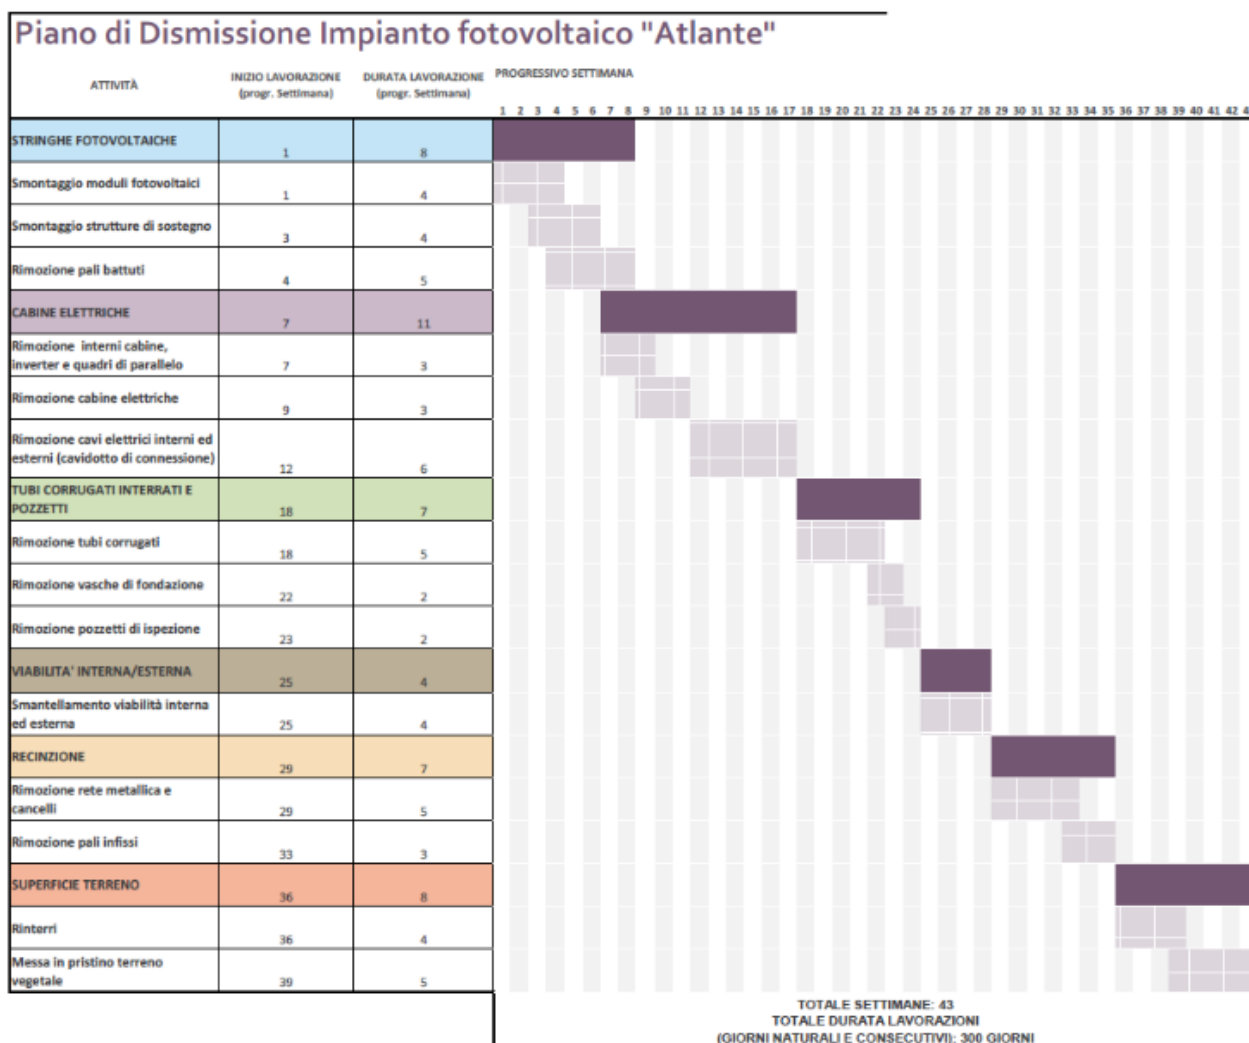 Piano di Dismissione Impianto fotovoltaico "Atlante"
ATTIVITÀ INIZIO LAVORAZIONE (progr. Settimana) DURATA LAVORAZIONE (progr. Settimana) PROGRESSIVO SETTIMANA
1 2 3 4 5 6 7 8 9 10 11 12 13 14 15 16 17 18 19 20 21 22 23 24 25 26 27 28 29 30 31 32 33 34 35 36 37 38 39 40 41 42
STRINGHE FOTOVOLTAICHE 1 8
Smontaggio moduli fotovoltaici 1 4
Smontaggio strutture di sostegno 3 4
Rimozione pali battuti 4 5
CABINE ELETTRICHE 7 11
Rimozione interni cabine,
inverter e quadri di parallelo 7 3
Rimozione cabine elettriche 9 3
Rimozione cavi elettrici interni ed
esterni (cavidotto di connessione) 12 6
TUBI CORRUGATI INTERRATI E
POZZETTI 18 7
Rimozione tubi corrugati 18 5
Rimozione vasche di fondazione 22 2
Rimozione pozzetti di ispezione 23 2
VIABILITA' INTERNA/ESTERNA 25 4
Smantellamento viabilità interna
ed esterna 25 4
RECINZIONE 29 7
Rimozione rete metallica e
cancelli 29 5
Rimozione pali infissi 33 3
SUPERFICIE TERRENO 36 8
Rinterri 36 4
Messa in pristino terreno
vegetale 39 5
TOTALE SETTIMANE: 43
TOTALE DURATA LAVORAZIONI
(GIORNI NATURALI E CONSECUTIVI): 300 GIORNI